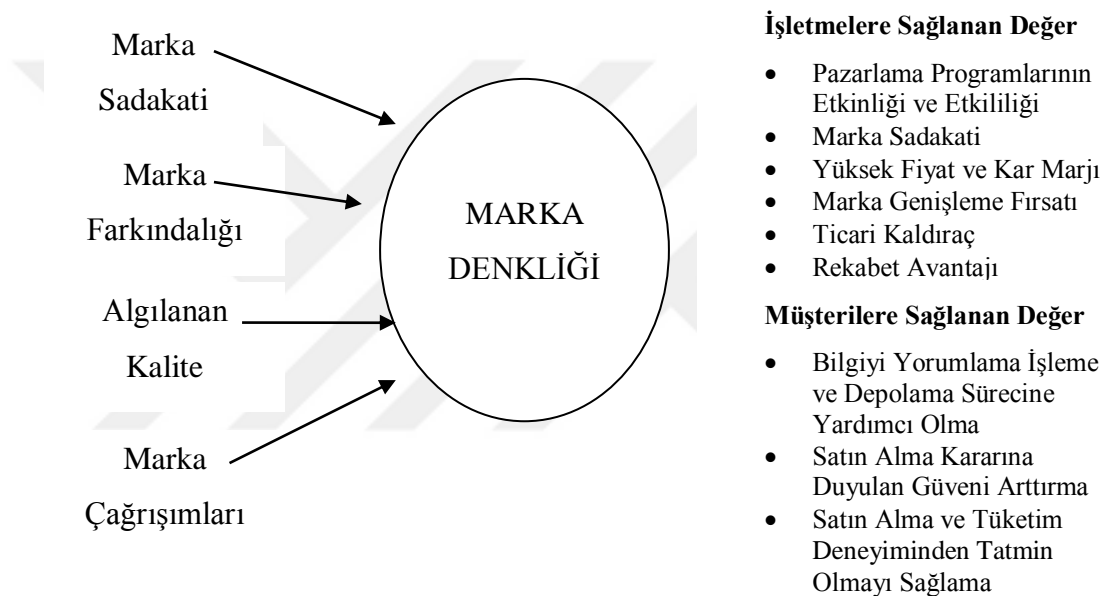 Marka
Sadakati
Marka
Farkındalığı
Algılanan
Kalite
Marka
Çağrışımları
MARKA
DENKLİĞİ
İşletmelere Sağlanan Değer
• Pazarlama Programlarının
Etkinliği ve Etkililiği
• Marka Sadakati
• Yüksek Fiyat ve Kar Marjı
• Marka Genişleme Fırsatı
• Ticari Kaldıraç
• Rekabet Avantajı
Müşterilere Sağlanan Değer
• Bilgiyi Yorumlama İşleme
ve Depolama Sürecine
Yardımcı Olma
• Satın Alma Kararına
Duyulan Güveni Arttırma
• Satın Alma ve Tüketim
Deneyiminden Tatmin
Olmayı Sağlama